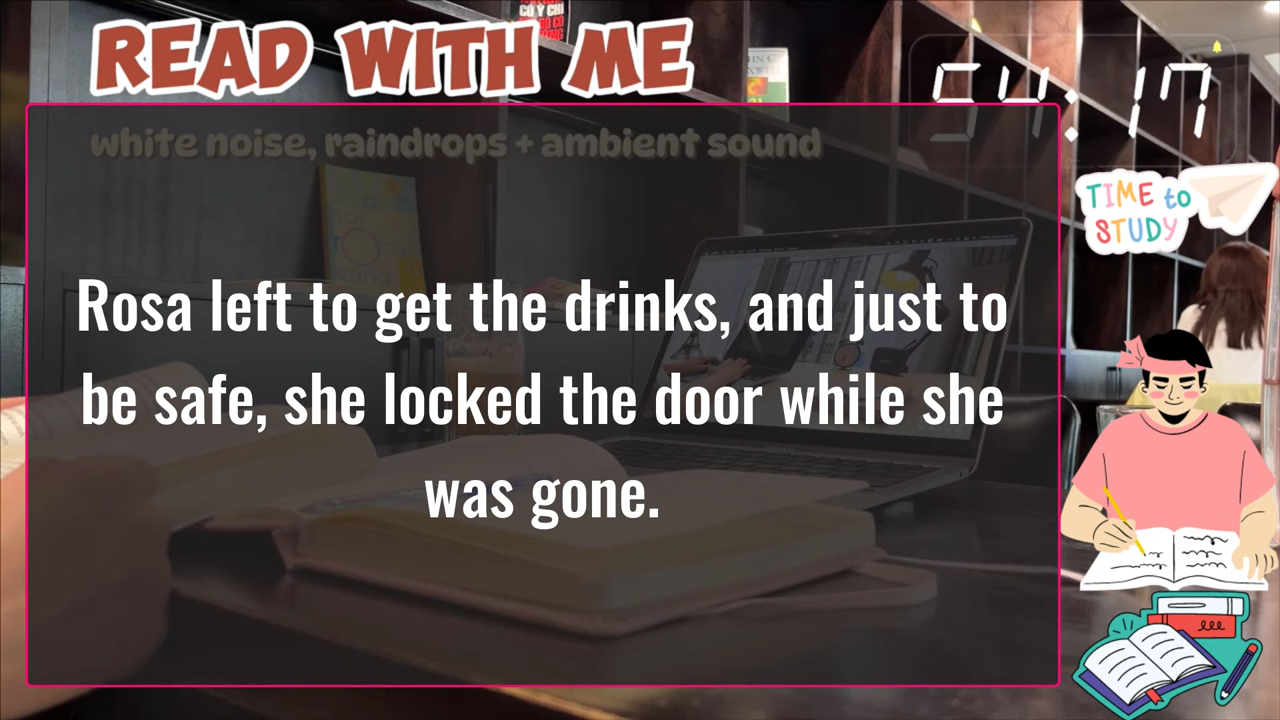 READ WITH ME
54:17
white noise, raindrops + ambient sound
TIME to
STUDY
Rosa left to get the drinks, and just to
be safe, she locked the door while she
was gone.